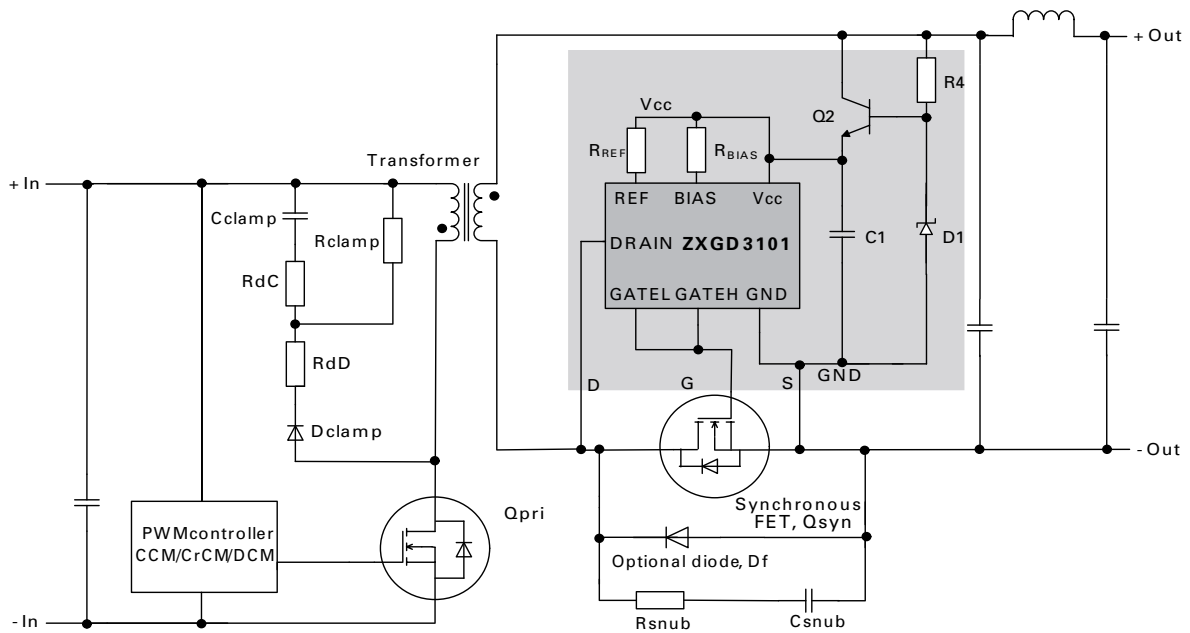 + Out
R4
Vcc
Q2
RREF
RBIAS
Transformer
+ In
REF BIAS Vcc
Cclamp
Rclamp
DRAIN ZXGD3101
C1
D1
RdC
GATEL GATEH GND
RdD
GND
D
G
S
Dclamp
- Out
Qpri
Synchronous
FET, Qsyn
PWMcontroller
CCM/CrCM/DCM
Optional diode, Df
- In
Rsnub
Csnub